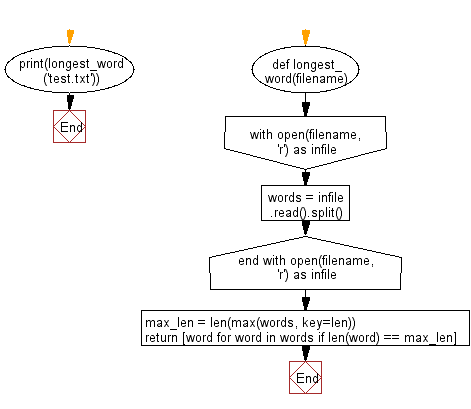 print(longest_word
('test.txt'))
End
def longest_
word(filename)
with open(filename,
'r') as infile
words = infile
.read().split()
end with open(filename,
'r') as infile
max_len = len(max(words, key=len))
return [word for word in words if len(word) == max_len]
End